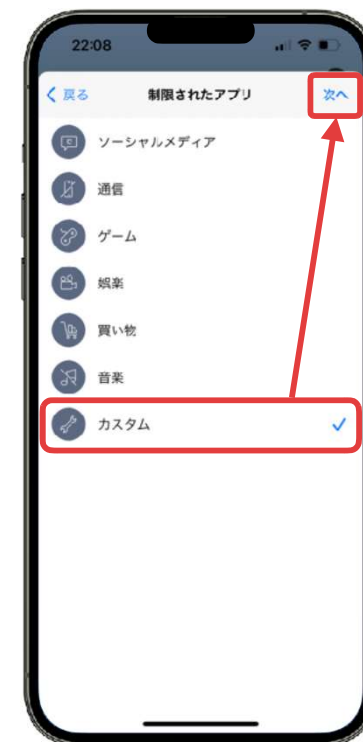 22:08
戻る 制限されたアプリ 次へ
ソーシャルメディア
通信
ゲーム
娯楽
買い物
音楽
カスタム